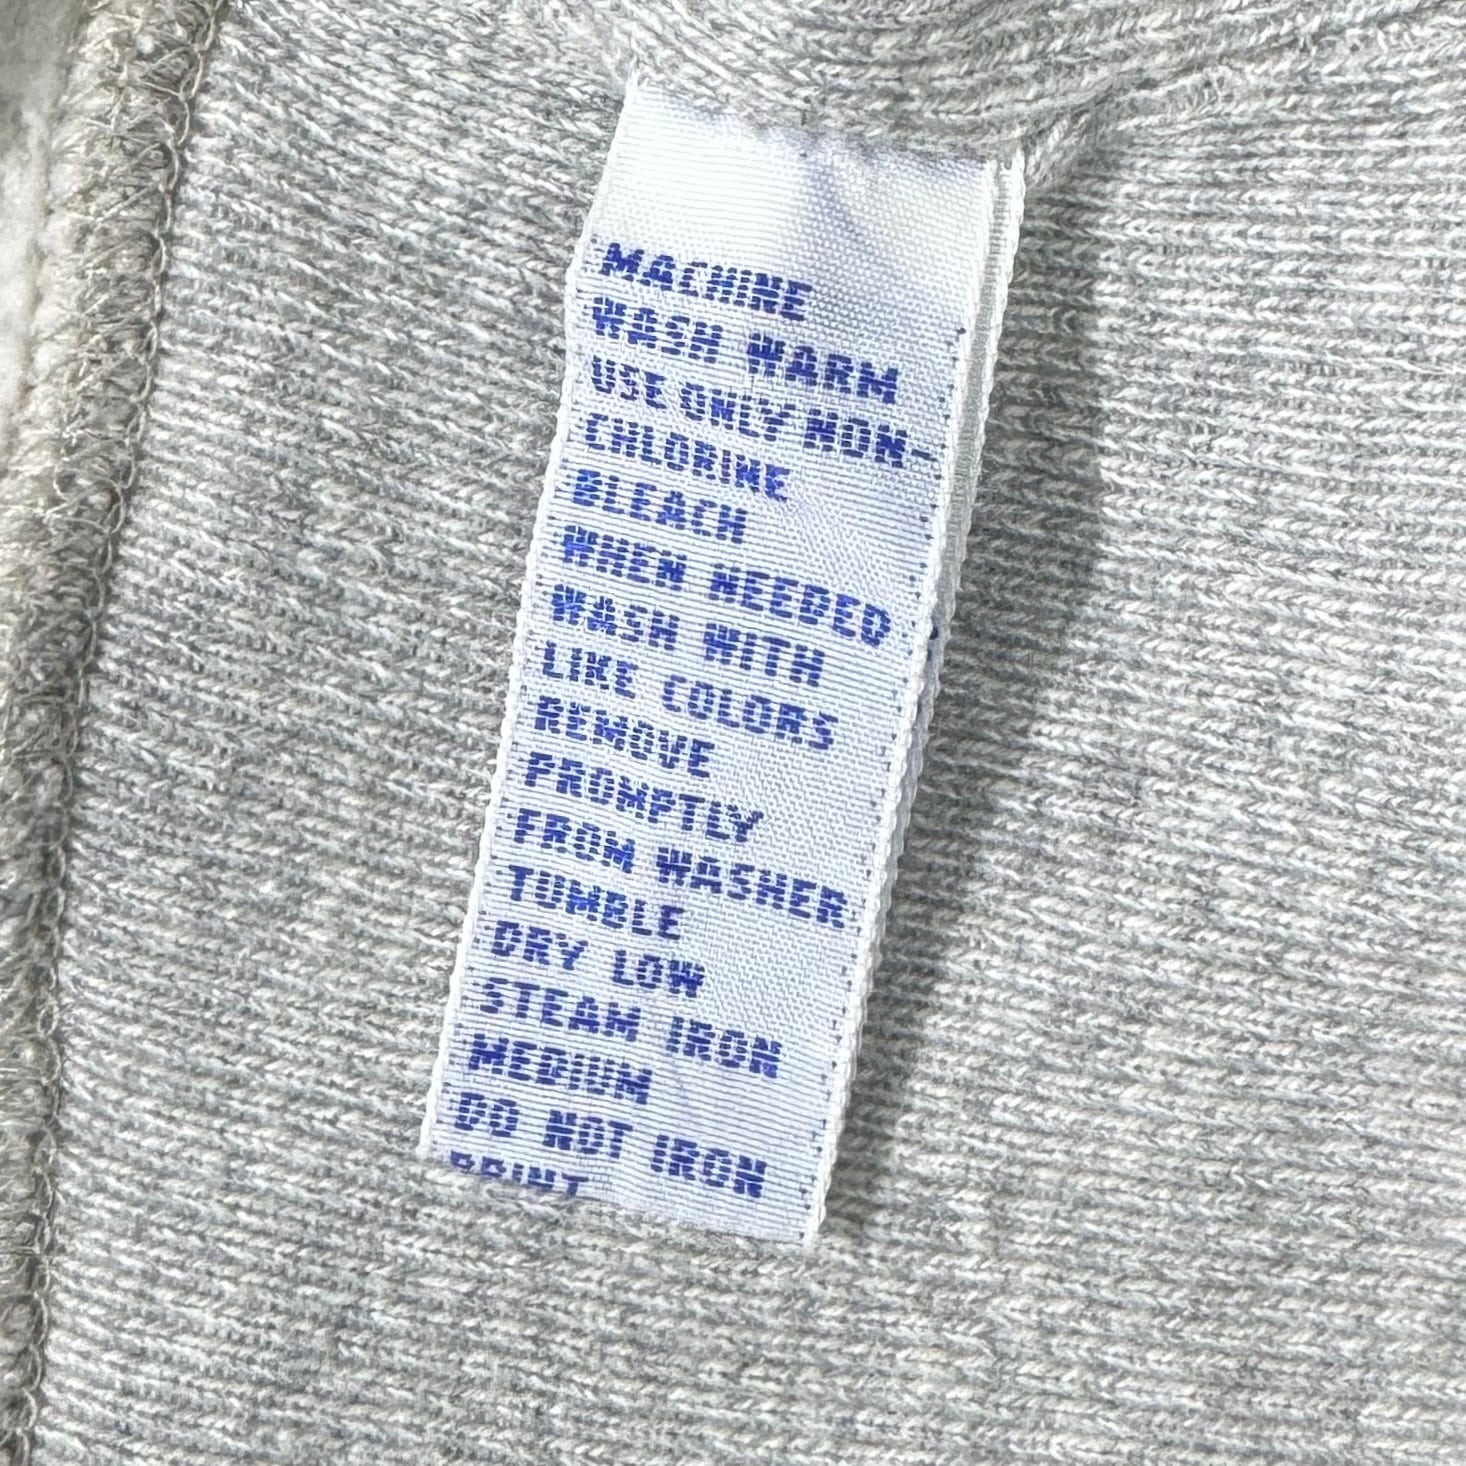 MACHINE
WASH WARM
USE ONLY NON-
CHLORINE
BLEACH
WHEN NEEDED
WASH WITH
LIKE COLORS
REMOVE
PROMPTLY
FROM WASHER
TUMBLE
DRY LOW
STEAM IRON
MEDIUM
DO NOT IRON
PRINT